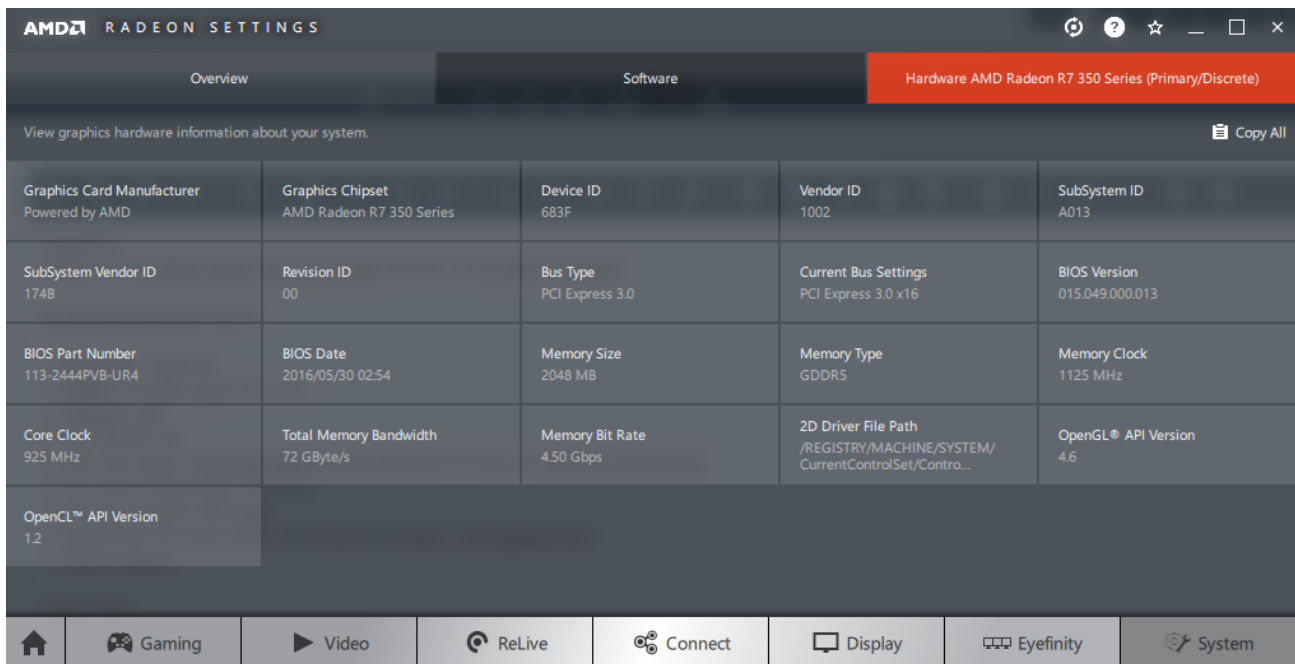 AMD RADEON SETTINGS
Overview
Software
Hardware AMD Radeon R7 350 Series (Primary/Discrete)
View graphics hardware information about your system.
Copy All
Graphics Card Manufacturer
Powered by AMD
Graphics Chipset
AMD Radeon R7 350 Series
Device ID
683F
Vendor ID
1002
SubSystem ID
A013
SubSystem Vendor ID
174B
Revision ID
00
Bus Type
PCI Express 3.0
Current Bus Settings
PCI Express 3.0 x16
BIOS Version
015.049.000.013
BIOS Part Number
113-2444PVB-UR4
BIOS Date
2016/05/30 02:54
Memory Size
2048 MB
Memory Type
GDDR5
Memory Clock
1125 MHz
Core Clock
925 MHz
Total Memory Bandwidth
72 GByte/s
Memory Bit Rate
4.50 Gbps
2D Driver File Path
/REGISTRY/MACHINE/SYSTEM/
CurrentControlSet/Contro...
OpenGL® API Version
4.6
OpenCL™ API Version
1.2
Gaming
Video
ReLive
Connect
Display
Eyefinity
System